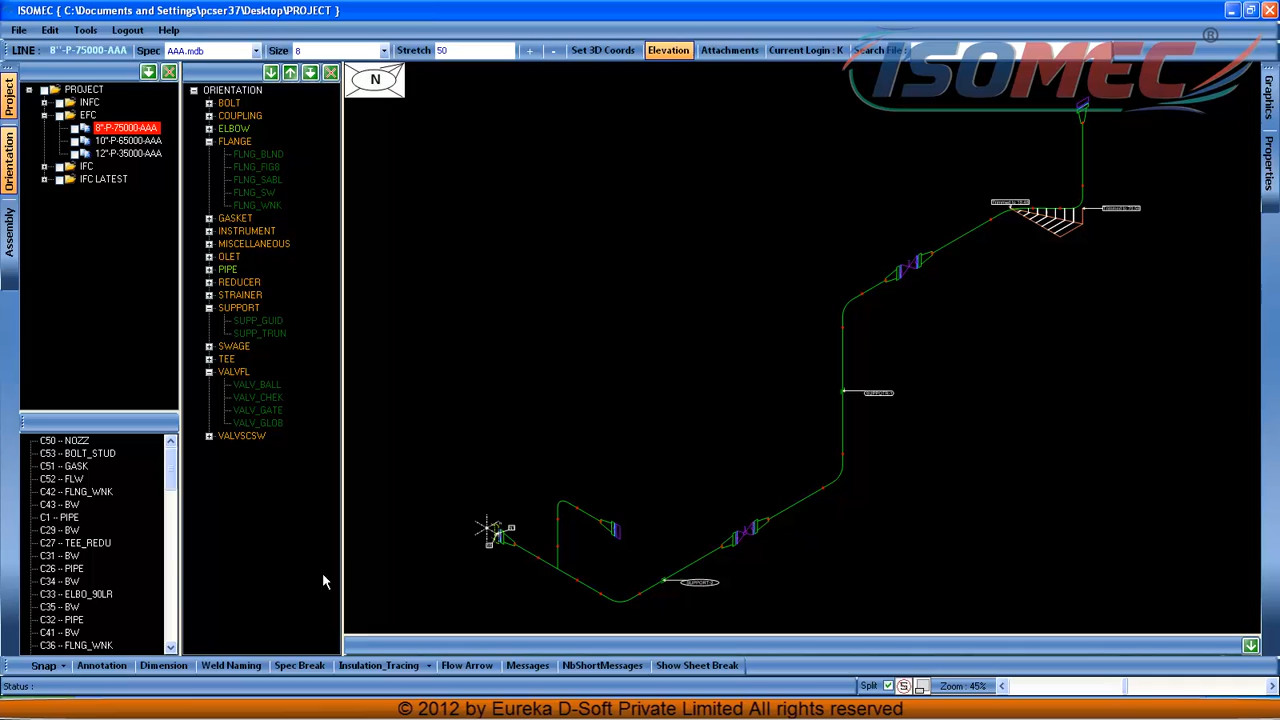 ISOMEC { C:\Documents and Settings\pcser37\Desktop\PROJECT }
File Edit Tools Logout Help
LINE : 8"-P-75000-AAA Spec AAA.mdb Size 8 Stretch 50 + - Set 3D Coords Elevation Attachments Current Login : K Search File :
ISOMEC ®
Project
Orientation
Assembly
PROJECT
INFC
EFC
8"-P-75000-AAA
10"-P-65000-AAA
12"-P-35000-AAA
IFC
IFC LATEST
C50 -- NOZZ
C53 -- BOLT_STUD
C51 -- GASK
C52 -- FLW
C42 -- FLNG_WNK
C43 -- BW
C1 -- PIPE
C29 -- BW
C27 -- TEE_REDU
C31 -- BW
C26 -- PIPE
C34 -- BW
C33 -- ELBO_90LR
C35 -- BW
C32 -- PIPE
C41 -- BW
C36 -- FLNG_WNK
ORIENTATION
BOLT
COUPLING
ELBOW
FLANGE
FLNG_BLND
FLNG_FIG8
FLNG_SABL
FLNG_SW
FLNG_WNK
GASKET
INSTRUMENT
MISCELLANEOUS
OLET
PIPE
REDUCER
STRAINER
SUPPORT
SUPP_GUID
SUPP_TRUN
SWAGE
TEE
VALVFL
VALV_BALL
VALV_CHEK
VALV_GATE
VALV_GLOB
VALVSCSW
N
Graphics
Properties
Snap Annotation Dimension Weld Naming Spec Break Insulation_Tracing Flow Arrow Messages NbShortMessages Show Sheet Break
Status : Split S Zoom : 45%
© 2012 by Eureka D-Soft Private Limited All rights reserved